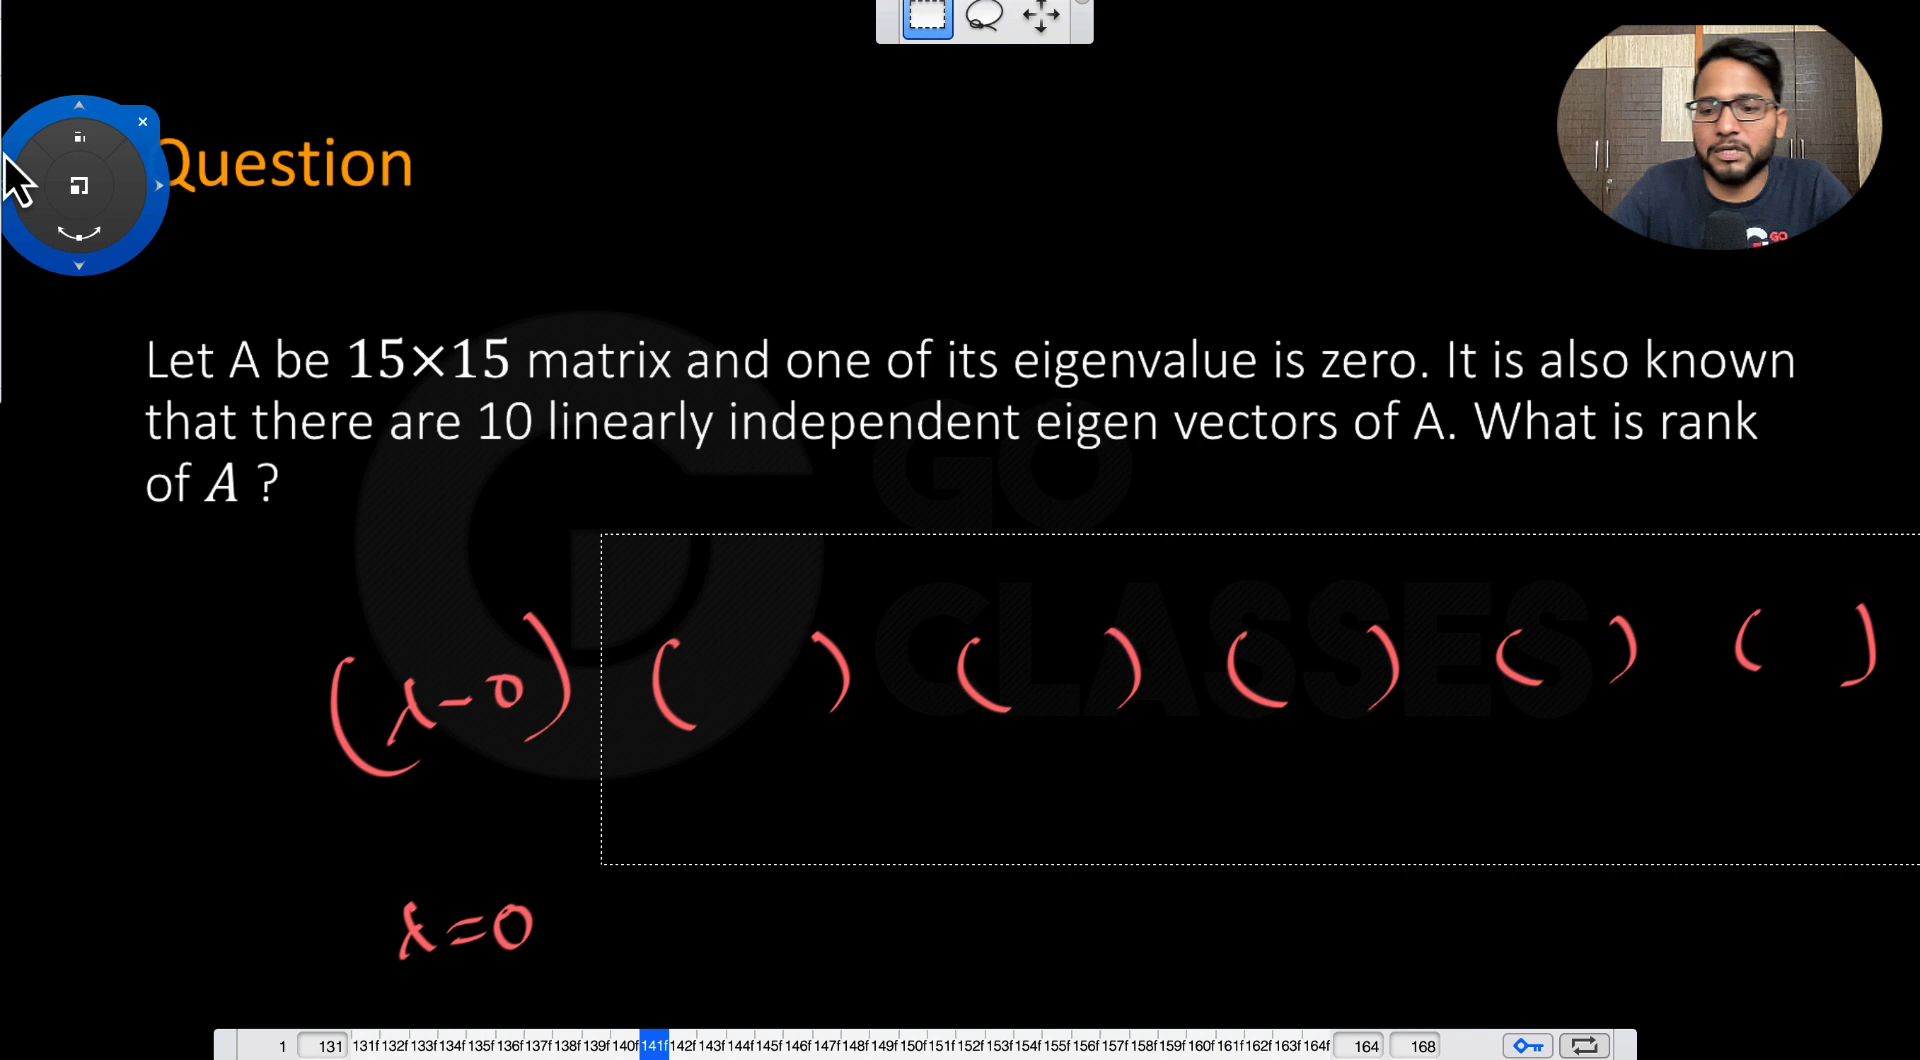 Question
GO
Let A be 15×15 matrix and one of its eigenvalue is zero. It is also known
that there are 10 linearly independent eigen vectors of A. What is rank
of A ?
GO
CLASSES
(λ-0) ( ) ( ) ( ) ( ) ( )
λ=0
1 131 131f 132f 133f 134f 135f 136f 137f 138f 139f 140f 141f 142f 143f 144f 145f 146f 147f 148f 149f 150f 151f 152f 153f 154f 155f 156f 157f 158f 159f 160f 161f 162f 163f 164f 164 168